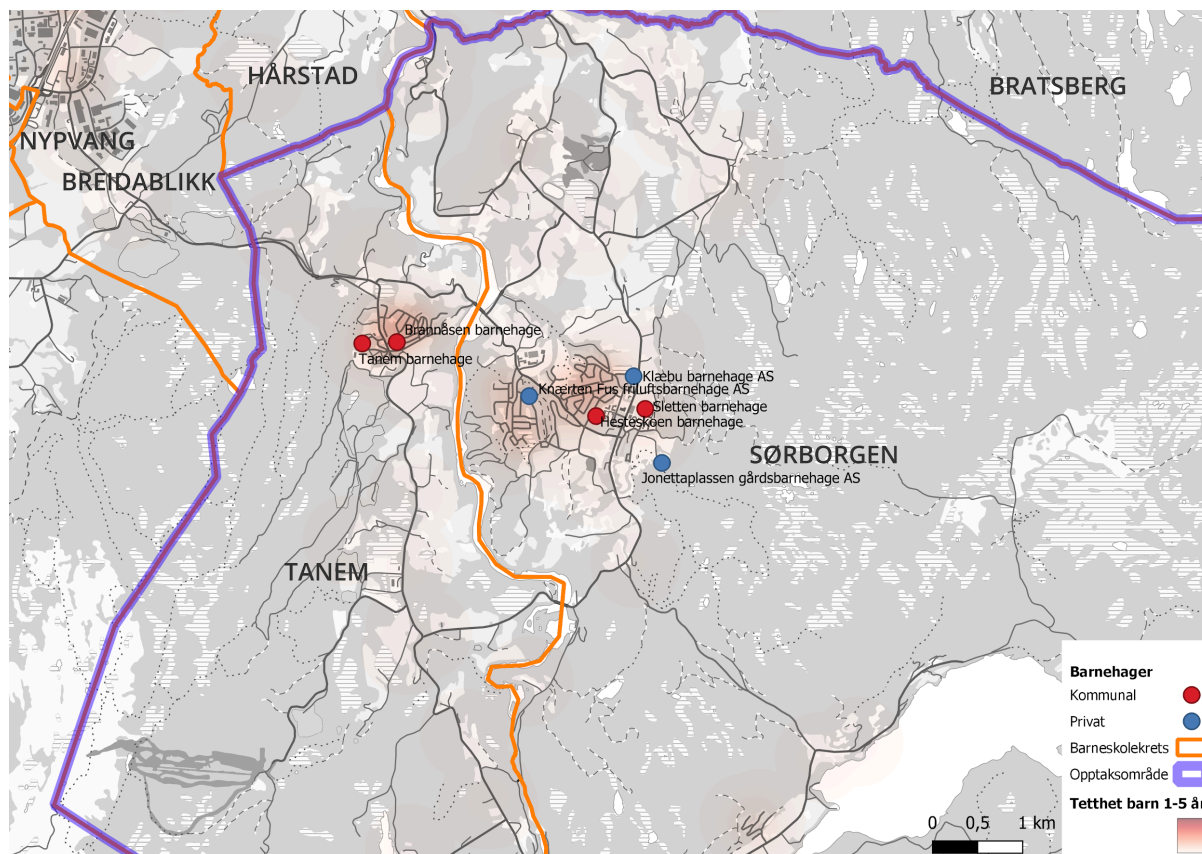 HÅRSTAD
BRATSBERG
NYPVANG
BREIDABLIKK
Brannåsen barnehage
Tanem barnehage
Klæbu barnehage AS
Knærten Fus friluftsbarnehage AS
Sletten barnehage
Hesteskoen barnehage
SØRBORGEN
Jonettaplassen gårdsbarnehage AS
TANEM
Barnehager
Kommunal
Privat
Barneskolekrets
Opptaksområde
Tetthet barn 1-5 år
0 0,5 1 km